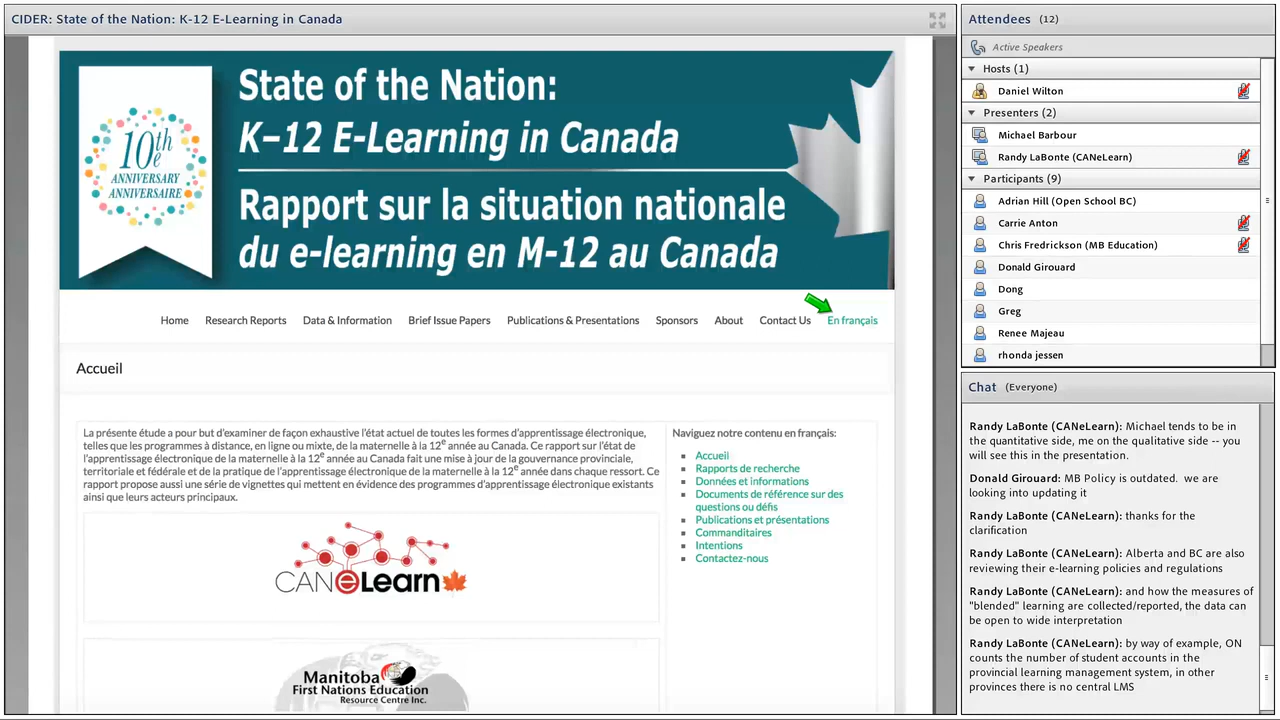 CIDER: State of the Nation: K-12 E-Learning in Canada
10th
e
ANNIVERSARY
ANNIVERSAIRE
State of the Nation:
K–12 E-Learning in Canada
Rapport sur la situation nationale
du e-learning en M-12 au Canada
Home Research Reports Data & Information Brief Issue Papers Publications & Presentations Sponsors About Contact Us En français
Accueil
La présente étude a pour but d'examiner de façon exhaustive l'état actuel de toutes les formes d'apprentissage électronique,
telles que les programmes à distance, en ligne ou mixte, de la maternelle à la 12e année au Canada. Ce rapport sur l'état de
l'apprentissage électronique de la maternelle à la 12e année au Canada fait une mise à jour de la gouvernance provinciale,
territoriale et fédérale et de la pratique de l'apprentissage électronique de la maternelle à la 12e année dans chaque ressort. Ce
rapport propose aussi une série de vignettes qui mettent en évidence des programmes d'apprentissage électronique existants
ainsi que leurs acteurs principaux.
CANeLearn
Manitoba
First Nations Education
Resource Centre Inc.
Naviguez notre contenu en français:
Accueil
Rapports de recherche
Données et informations
Documents de référence sur des
questions ou défis
Publications et présentations
Commanditaires
Intentions
Contactez-nous
Attendees (12)
Active Speakers
Hosts (1)
Daniel Wilton
Presenters (2)
Michael Barbour
Randy LaBonte (CANeLearn)
Participants (9)
Adrian Hill (Open School BC)
Carrie Anton
Chris Fredrickson (MB Education)
Donald Girouard
Dong
Greg
Renee Majeau
rhonda jessen
Chat (Everyone)
Randy LaBonte (CANeLearn): Michael tends to be in
the quantitative side, me on the qualitative side -- you
will see this in the presentation.
Donald Girouard: MB Policy is outdated. we are
looking into updating it
Randy LaBonte (CANeLearn): thanks for the
clarification
Randy LaBonte (CANeLearn): Alberta and BC are also
reviewing their e-learning policies and regulations
Randy LaBonte (CANeLearn): and how the measures of
"blended" learning are collected/reported, the data can
be open to wide interpretation
Randy LaBonte (CANeLearn): by way of example, ON
counts the number of student accounts in the
provincial learning management system, in other
provinces there is no central LMS